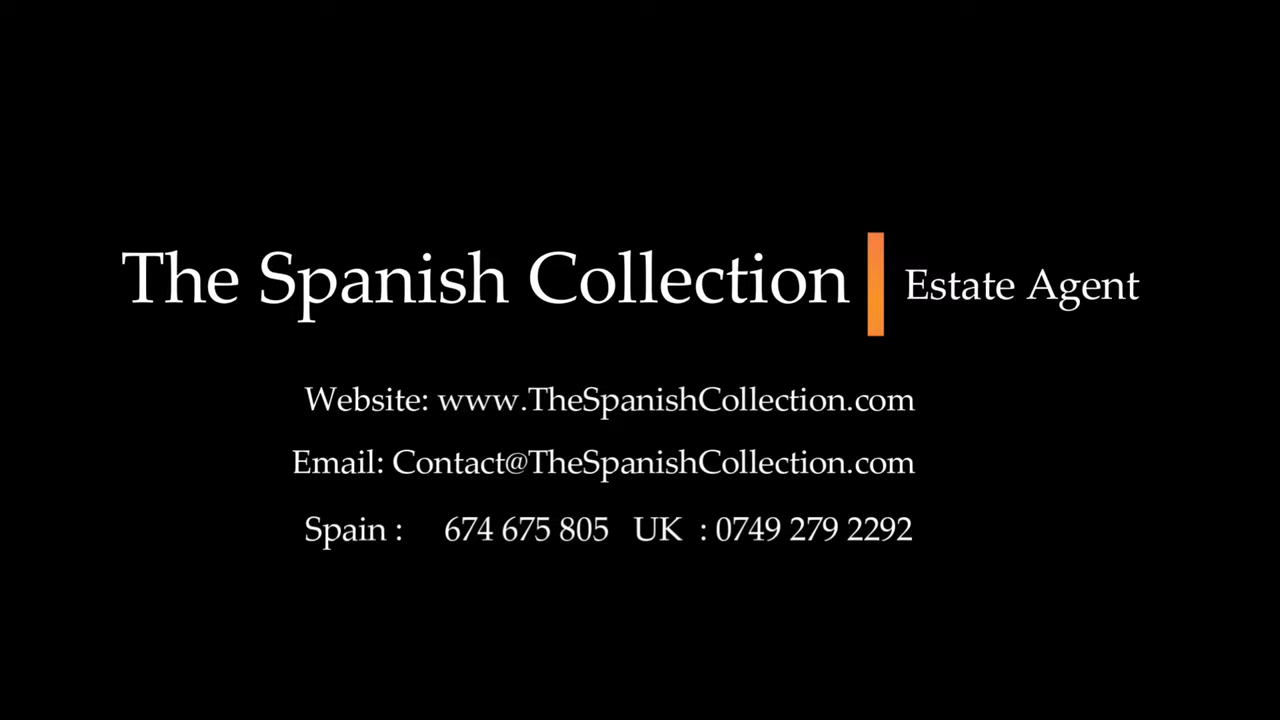 The Spanish Collection Estate Agent
Website: www.TheSpanishCollection.com
Email: Contact@TheSpanishCollection.com
Spain : 674 675 805 UK : 0749 279 2292